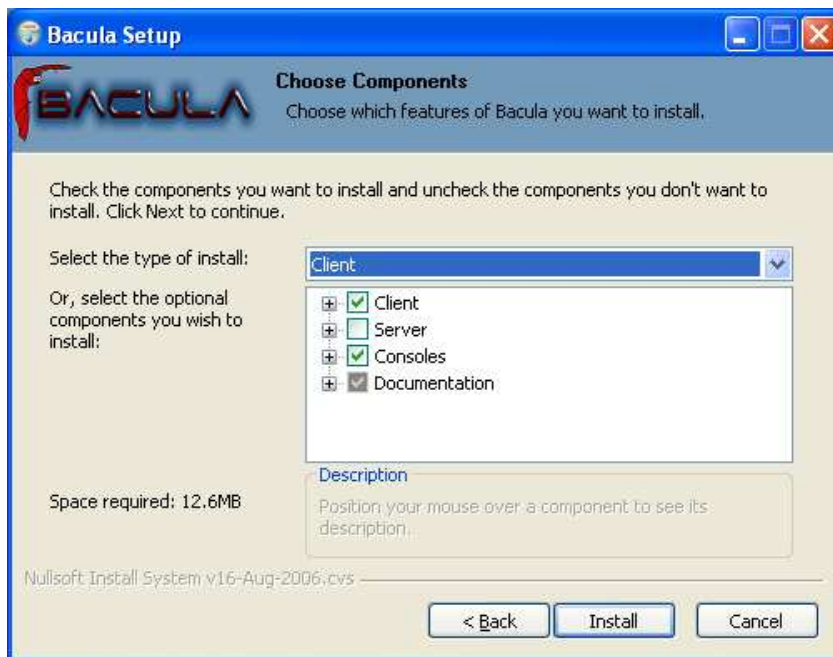 Bacula Setup
BACULA
Choose Components
Choose which features of Bacula you want to install.
Check the components you want to install and uncheck the components you don't want to
install. Click Next to continue.
Select the type of install:
Client
Or, select the optional
components you wish to
install:
Client
Server
Consoles
Documentation
Space required: 12.6MB
Description
Position your mouse over a component to see its
description.
Nullsoft Install System v16-Aug-2006.cvs
< Back
Install
Cancel